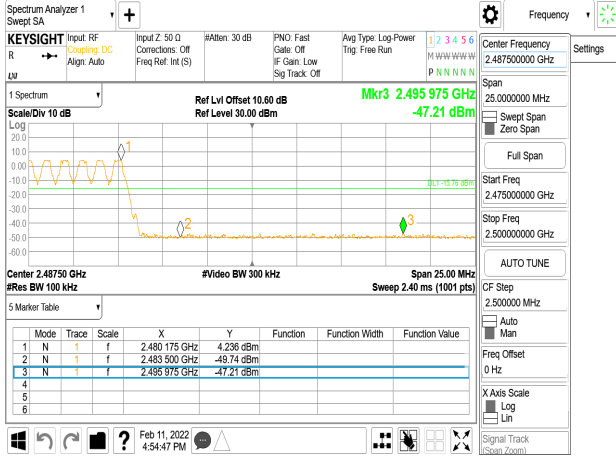 Spectrum Analyzer 1
Swept SA
Frequency
KEYSIGHT
R
Input: RF
Coupling: DC
Align: Auto
Input Z: 50 Ω
Corrections: Off
Freq Ref: Int (S)
#Atten: 30 dB
PNO: Fast
Gate: Off
IF Gain: Low
Sig Track: Off
Avg Type: Log-Power
Trig: Free Run
1 2 3 4 5 6
M W W W W W
P N N N N N
Center Frequency
2.487500000 GHz
Settings
Span
25.0000000 MHz
Swept Span
Zero Span
Full Span
Start Freq
2.475000000 GHz
Stop Freq
2.500000000 GHz
AUTO TUNE
CF Step
2.500000 MHz
Auto
Man
Freq Offset
0 Hz
X Axis Scale
Log
Lin
Signal Track
(Span Zoom)
1 Spectrum
Scale/Div 10 dB
Ref Lvl Offset 10.60 dB
Ref Level 30.00 dBm
Mkr3 2.495 975 GHz
-47.21 dBm
Log
20.0
10.0
0.00
-10.0
-20.0
-30.0
-40.0
-50.0
-60.0
1
2
3
DL1 -15.76 dBm
Center 2.48750 GHz
#Res BW 100 kHz
#Video BW 300 kHz
Span 25.00 MHz
Sweep 2.40 ms (1001 pts)
5 Marker Table
Mode Trace Scale X Y Function Function Width Function Value
1 N 1 f 2.480 175 GHz 4.236 dBm
2 N 1 f 2.483 500 GHz -49.74 dBm
3 N 1 f 2.495 975 GHz -47.21 dBm
4
5
6
?
Feb 11, 2022
4:54:47 PM